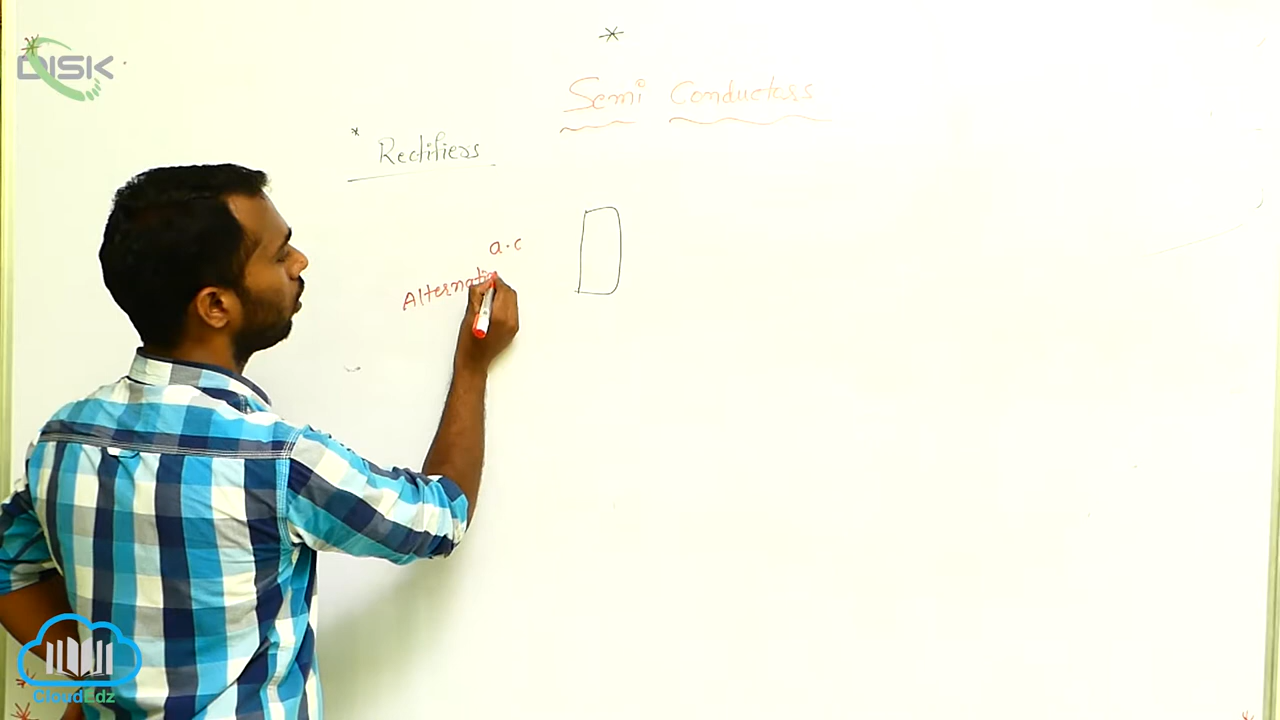 DISK
Semi Conductors
* Rectifiers
a.c
Alternati
CloudEdz